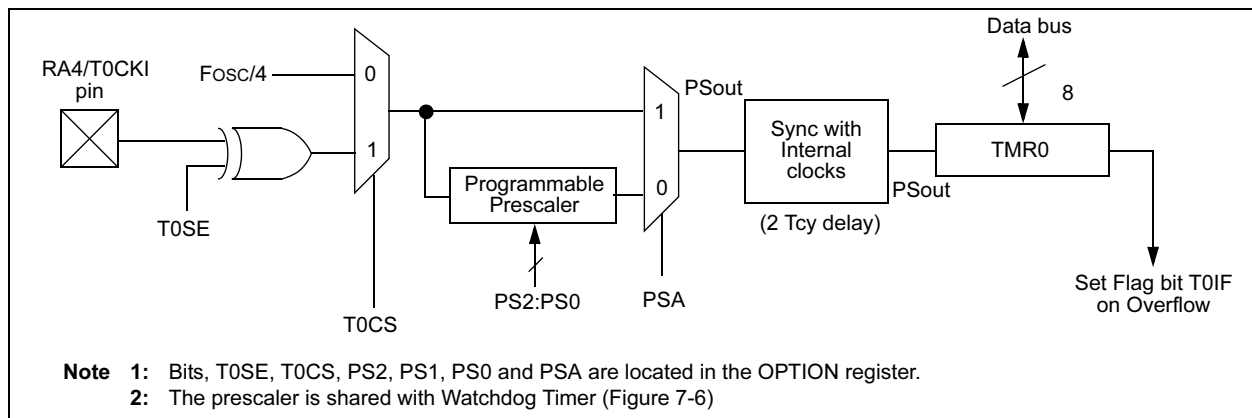 Data bus
8
RA4/T0CKI
pin
FOSC/4
0
1
T0SE
T0CS
Programmable
Prescaler
PS2:PS0
1
0
PSA
PSout
Sync with
Internal
clocks
(2 Tcy delay)
PSout
TMR0
Set Flag bit T0IF
on Overflow
Note 1: Bits, T0SE, T0CS, PS2, PS1, PS0 and PSA are located in the OPTION register.
2: The prescaler is shared with Watchdog Timer (Figure 7-6)